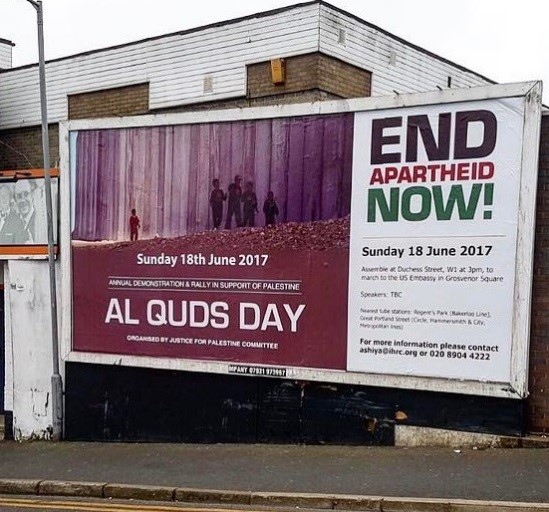 Sunday 18th June 2017
ANNUAL DEMONSTRATION & RALLY IN SUPPORT OF PALESTINE
AL QUDS DAY
ORGANISED BY JUSTICE FOR PALESTINE COMMITTEE
END
APARTHEID
NOW!
Sunday 18 June 2017
Assemble at Duchess Street, W1 at 3pm, to
march to the US Embassy in Grosvenor Square
Speakers: TBC
Nearest tube stations: Regent's Park (Bakerloo Line),
Great Portland Street (Circle, Hammersmith & City,
Metropolitan lines)
For more information please contact
ashiya@ihrc.org or 020 8904 4222
MPANY 07931